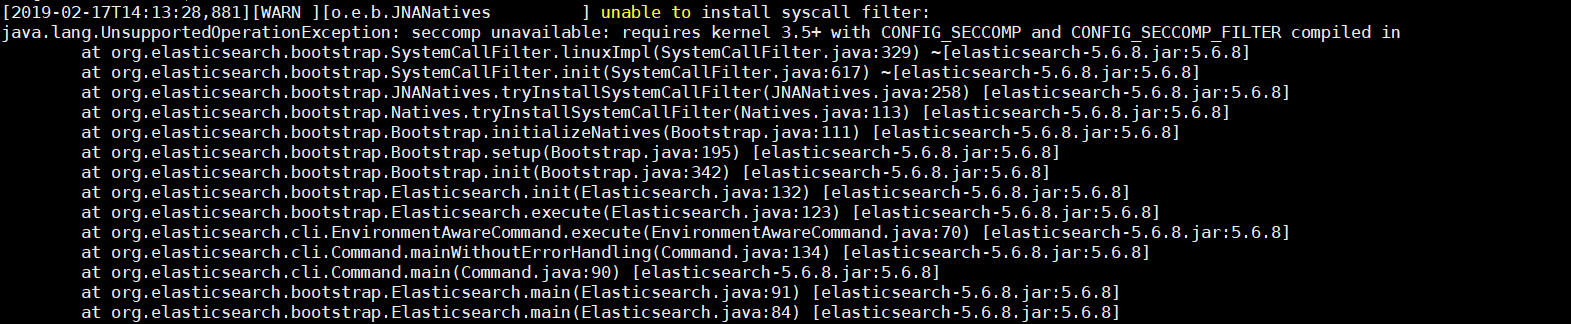 [2019-02-17T14:13:28,881][WARN ][o.e.b.JNANatives         ] unable to install syscall filter:
java.lang.UnsupportedOperationException: seccomp unavailable: requires kernel 3.5+ with CONFIG_SECCOMP and CONFIG_SECCOMP_FILTER compiled in
        at org.elasticsearch.bootstrap.SystemCallFilter.linuxImpl(SystemCallFilter.java:329) ~[elasticsearch-5.6.8.jar:5.6.8]
        at org.elasticsearch.bootstrap.SystemCallFilter.init(SystemCallFilter.java:617) ~[elasticsearch-5.6.8.jar:5.6.8]
        at org.elasticsearch.bootstrap.JNANatives.tryInstallSystemCallFilter(JNANatives.java:258) [elasticsearch-5.6.8.jar:5.6.8]
        at org.elasticsearch.bootstrap.Natives.tryInstallSystemCallFilter(Natives.java:113) [elasticsearch-5.6.8.jar:5.6.8]
        at org.elasticsearch.bootstrap.Bootstrap.initializeNatives(Bootstrap.java:111) [elasticsearch-5.6.8.jar:5.6.8]
        at org.elasticsearch.bootstrap.Bootstrap.setup(Bootstrap.java:195) [elasticsearch-5.6.8.jar:5.6.8]
        at org.elasticsearch.bootstrap.Bootstrap.init(Bootstrap.java:342) [elasticsearch-5.6.8.jar:5.6.8]
        at org.elasticsearch.bootstrap.Elasticsearch.init(Elasticsearch.java:132) [elasticsearch-5.6.8.jar:5.6.8]
        at org.elasticsearch.bootstrap.Elasticsearch.execute(Elasticsearch.java:123) [elasticsearch-5.6.8.jar:5.6.8]
        at org.elasticsearch.cli.EnvironmentAwareCommand.execute(EnvironmentAwareCommand.java:70) [elasticsearch-5.6.8.jar:5.6.8]
        at org.elasticsearch.cli.Command.mainWithoutErrorHandling(Command.java:134) [elasticsearch-5.6.8.jar:5.6.8]
        at org.elasticsearch.cli.Command.main(Command.java:90) [elasticsearch-5.6.8.jar:5.6.8]
        at org.elasticsearch.bootstrap.Elasticsearch.main(Elasticsearch.java:91) [elasticsearch-5.6.8.jar:5.6.8]
        at org.elasticsearch.bootstrap.Elasticsearch.main(Elasticsearch.java:84) [elasticsearch-5.6.8.jar:5.6.8]